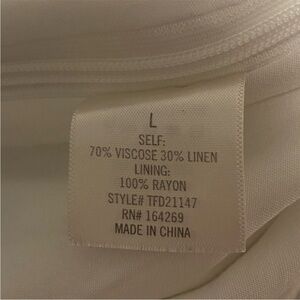 L
SELF:
70% VISCOSE 30% LINEN
LINING:
100% RAYON
STYLE# TFD21147
RN# 164269
MADE IN CHINA